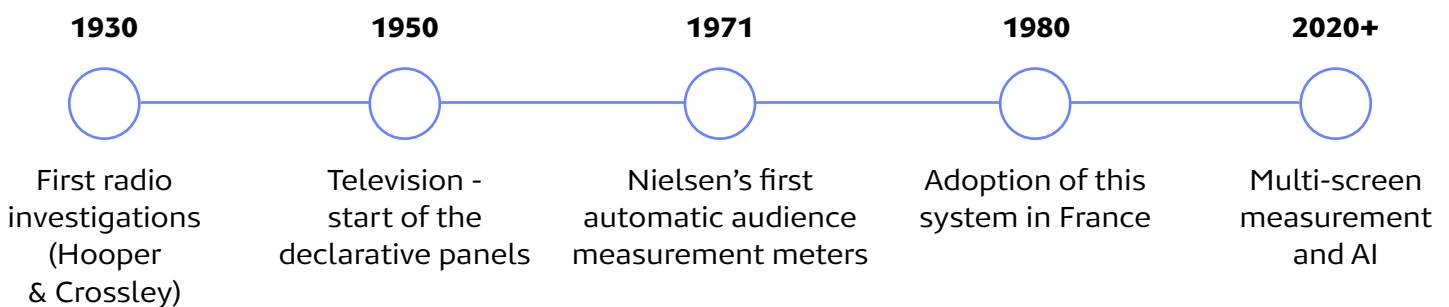 1930
1950
1971
1980
2020+
First radio
investigations
(Hooper
& Crossley)
Television -
start of the
declarative panels
Nielsen's first
automatic audience
measurement meters
Adoption of this
system in France
Multi-screen
measurement
and AI